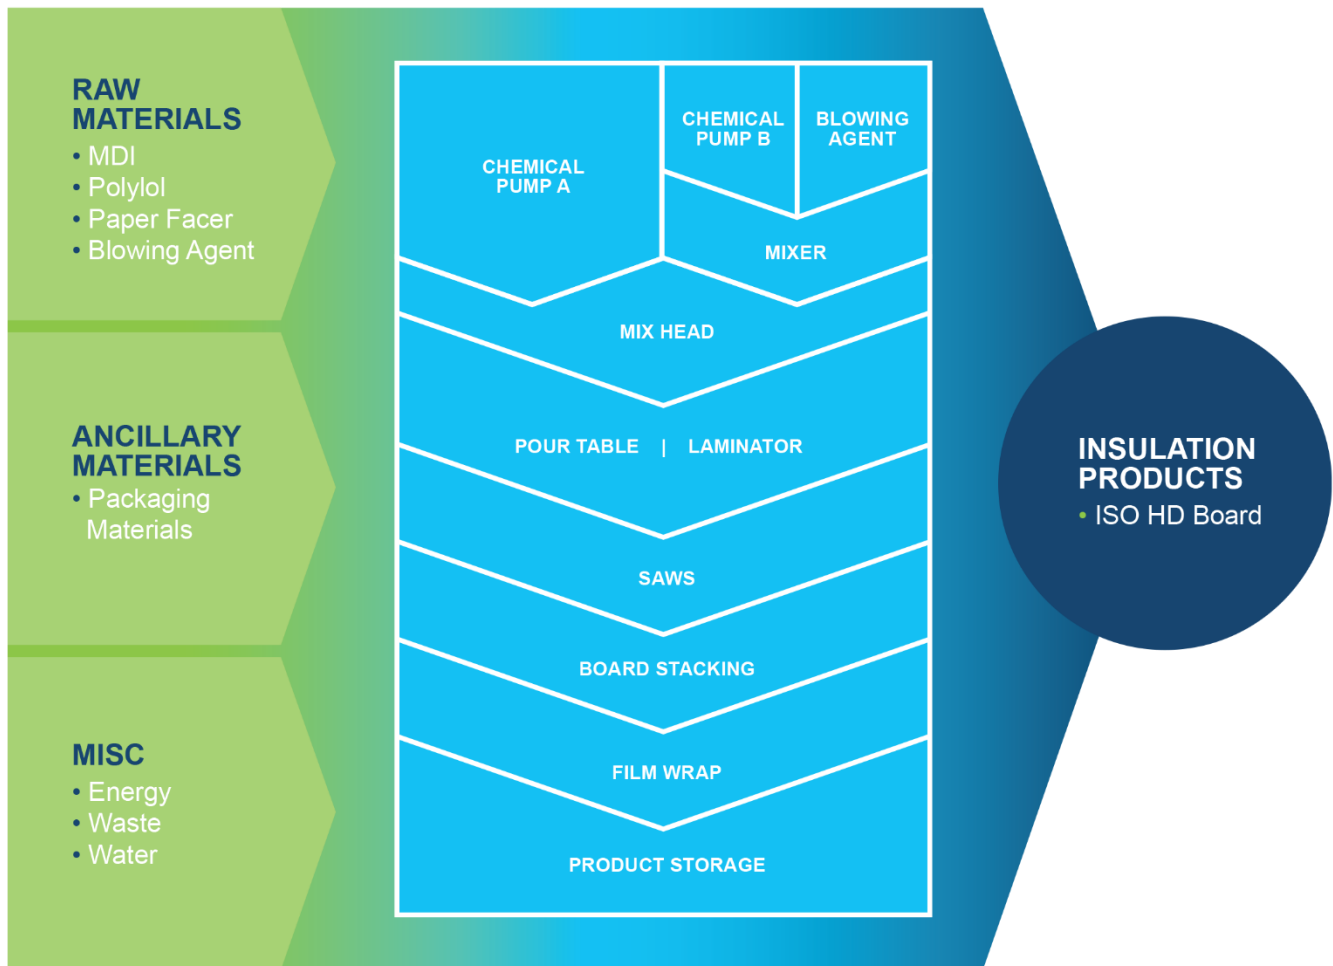 RAW
MATERIALS
• MDI
• Polylol
• Paper Facer
• Blowing Agent
ANCILLARY
MATERIALS
• Packaging
Materials
MISC
• Energy
• Waste
• Water
CHEMICAL
PUMP A
CHEMICAL
PUMP B
BLOWING
AGENT
MIXER
MIX HEAD
POUR TABLE | LAMINATOR
SAWS
BOARD STACKING
FILM WRAP
PRODUCT STORAGE
INSULATION
PRODUCTS
• ISO HD Board